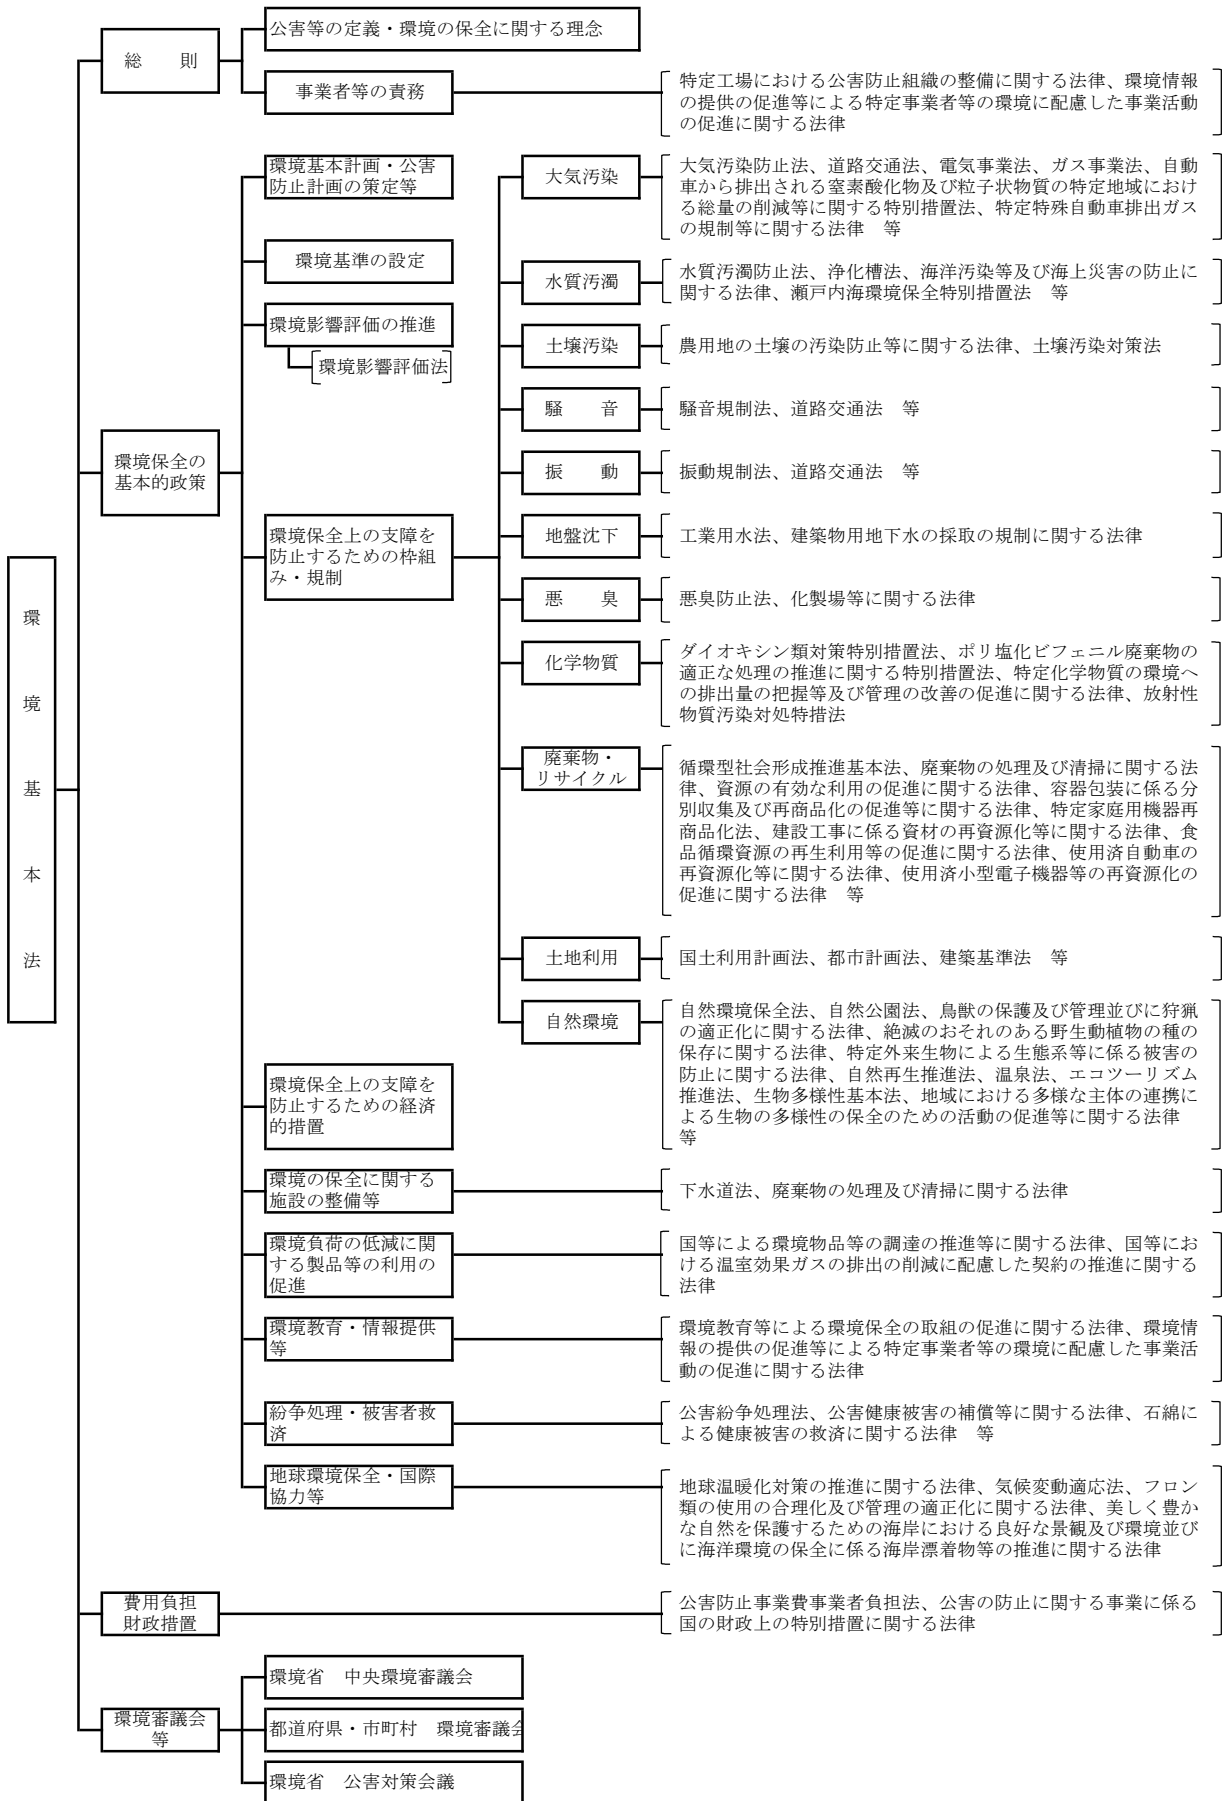 環境基本法
総　　則
公害等の定義・環境の保全に関する理念
事業者等の責務
特定工場における公害防止組織の整備に関する法律、環境情報
の提供の促進等による特定事業者等の環境に配慮した事業活動
の促進に関する法律
環境保全の
基本的政策
環境基本計画・公害
防止計画の策定等
環境基準の設定
環境影響評価の推進
環境影響評価法
環境保全上の支障を
防止するための枠組
み・規制
大気汚染
大気汚染防止法、道路交通法、電気事業法、ガス事業法、自動
車から排出される窒素酸化物及び粒子状物質の特定地域におけ
る総量の削減等に関する特別措置法、特定特殊自動車排出ガス
の規制等に関する法律　等
水質汚濁
水質汚濁防止法、浄化槽法、海洋汚染等及び海上災害の防止に
関する法律、瀬戸内海環境保全特別措置法　等
土壌汚染
農用地の土壌の汚染防止等に関する法律、土壌汚染対策法
騒　　音
騒音規制法、道路交通法　等
振　　動
振動規制法、道路交通法　等
地盤沈下
工業用水法、建築物用地下水の採取の規制に関する法律
悪　　臭
悪臭防止法、化製場等に関する法律
化学物質
ダイオキシン類対策特別措置法、ポリ塩化ビフェニル廃棄物の
適正な処理の推進に関する特別措置法、特定化学物質の環境へ
の排出量の把握等及び管理の改善の促進に関する法律、放射性
物質汚染対処特措法
廃棄物・
リサイクル
循環型社会形成推進基本法、廃棄物の処理及び清掃に関する法
律、資源の有効な利用の促進に関する法律、容器包装に係る分
別収集及び再商品化の促進等に関する法律、特定家庭用機器再
商品化法、建設工事に係る資材の再資源化等に関する法律、食
品循環資源の再生利用等の促進に関する法律、使用済自動車の
再資源化等に関する法律、使用済小型電子機器等の再資源化の
促進に関する法律　等
土地利用
国土利用計画法、都市計画法、建築基準法　等
自然環境
自然環境保全法、自然公園法、鳥獣の保護及び管理並びに狩猟
の適正化に関する法律、絶滅のおそれのある野生動植物の種の
保存に関する法律、特定外来生物による生態系等に係る被害の
防止に関する法律、自然再生推進法、温泉法、エコツーリズム
推進法、生物多様性基本法、地域における多様な主体の連携に
よる生物の多様性の保全のための活動の促進等に関する法律
等
環境保全上の支障を
防止するための経済
的措置
環境の保全に関する
施設の整備等
下水道法、廃棄物の処理及び清掃に関する法律
環境負荷の低減に関
する製品等の利用の
促進
国等による環境物品等の調達の推進等に関する法律、国等にお
ける温室効果ガスの排出の削減に配慮した契約の推進に関する
法律
環境教育・情報提供
等
環境教育等による環境保全の取組の促進に関する法律、環境情
報の提供の促進等による特定事業者等の環境に配慮した事業活
動の促進に関する法律
紛争処理・被害者救
済
公害紛争処理法、公害健康被害の補償等に関する法律、石綿に
よる健康被害の救済に関する法律　等
地球環境保全・国際
協力等
地球温暖化対策の推進に関する法律、気候変動適応法、フロン
類の使用の合理化及び管理の適正化に関する法律、美しく豊か
な自然を保護するための海岸における良好な景観及び環境並び
に海洋環境の保全に係る海岸漂着物等の推進に関する法律
費用負担
財政措置
公害防止事業費事業者負担法、公害の防止に関する事業に係る
国の財政上の特別措置に関する法律
環境審議会
等
環境省　中央環境審議会
都道府県・市町村　環境審議会
環境省　公害対策会議